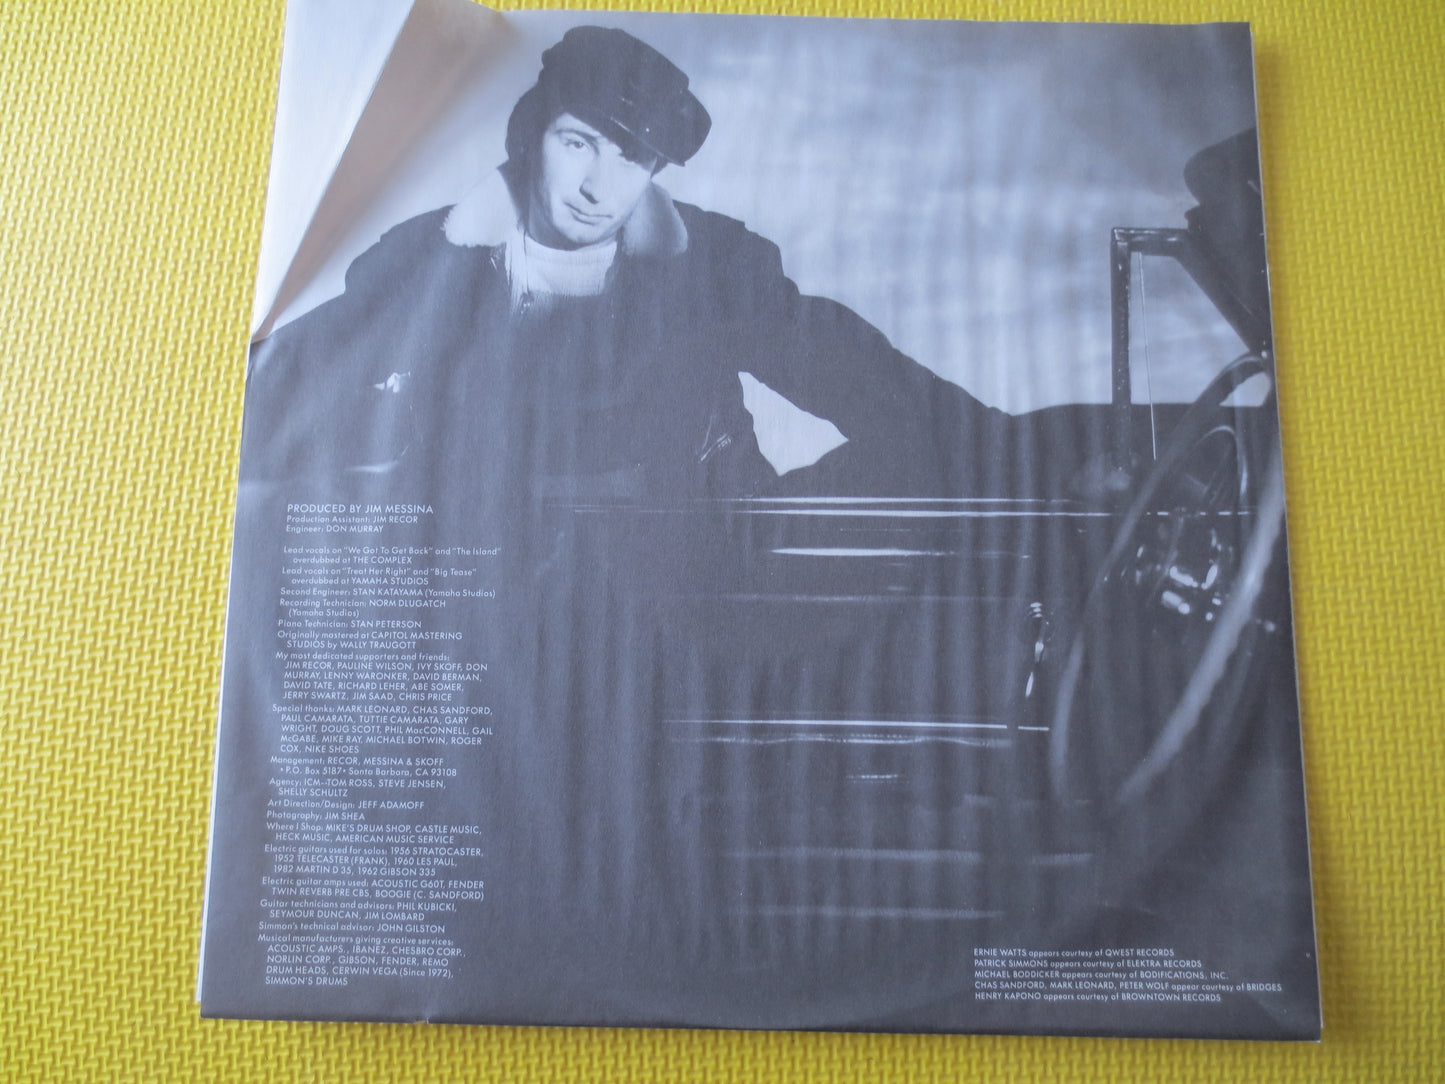 PRODUCED BY JIM MESSINA
Production Assistant: JIM RECOR
Engineer: DON MURRAY
Lead vocals on "We Got To Get Back" and "The Island"
overdubbed at THE COMPLEX
Lead vocals on "Treat Her Right" and "Big Tease"
overdubbed at YAMAHA STUDIOS
Second Engineer: STAN KATAYAMA (Yamaha Studios)
Recording Technician: NORM DLUGATCH
(Yamaha Studios)
Piano Technician: STAN PETERSON
Originally mastered at CAPITOL MASTERING
STUDIOS by WALLY TRAUGOTT
My most dedicated supporters and friends:
JIM RECOR, PAULINE WILSON, IVY SKOFF, DON
MURRAY, LENNY WARONKER, DAVID BERMAN,
DAVID TATE, RICHARD LEHER, ABE SOMER,
JERRY SWARTZ, JIM SAAD, CHRIS PRICE
Special thanks: MARK LEONARD, CHAS SANDFORD,
PAUL CAMARATA, TUTTIE CAMARATA, GARY
WRIGHT, DOUG SCOTT, PHIL MacCONNELL, GAIL
McGABE, MIKE RAY, MICHAEL BOTWIN, ROGER
COX, NIKE SHOES
Management: RECOR, MESSINA & SKOFF
• P.O. Box 5187 • Santa Barbara, CA 93108
Agency: ICM—TOM ROSS, STEVE JENSEN,
SHELLY SCHULTZ
Art Direction/Design: JEFF ADAMOFF
Photography: JIM SHEA
Where I Shop: MIKE'S DRUM SHOP, CASTLE MUSIC,
HECK MUSIC, AMERICAN MUSIC SERVICE
Electric guitars used for solos: 1956 STRATOCASTER,
1952 TELECASTER (FRANK), 1960 LES PAUL,
1982 MARTIN D 35, 1962 GIBSON 335
Electric guitar amps used: ACOUSTIC G60T, FENDER
TWIN REVERB PRE CBS, BOOGIE (C. SANDFORD)
Guitar technicians and advisors: PHIL KUBICKI,
SEYMOUR DUNCAN, JIM LOMBARD
Simmon's technical advisor: JOHN GILSTON
Musical manufacturers giving creative services:
ACOUSTIC AMPS., IBANEZ, CHESBRO CORP.,
NORLIN CORP., GIBSON, FENDER, REMO
DRUM HEADS, CERWIN VEGA (Since 1972),
SIMMON'S DRUMS
ERNIE WATTS appears courtesy of QWEST RECORDS
PATRICK SIMMONS appears courtesy of ELEKTRA RECORDS
MICHAEL BODDICKER appears courtesy of BODIFICATIONS, INC.
CHAS SANDFORD, MARK LEONARD, PETER WOLF appear courtesy of BRIDGES
HENRY KAPONO appears courtesy of BROWNTOWN RECORDS